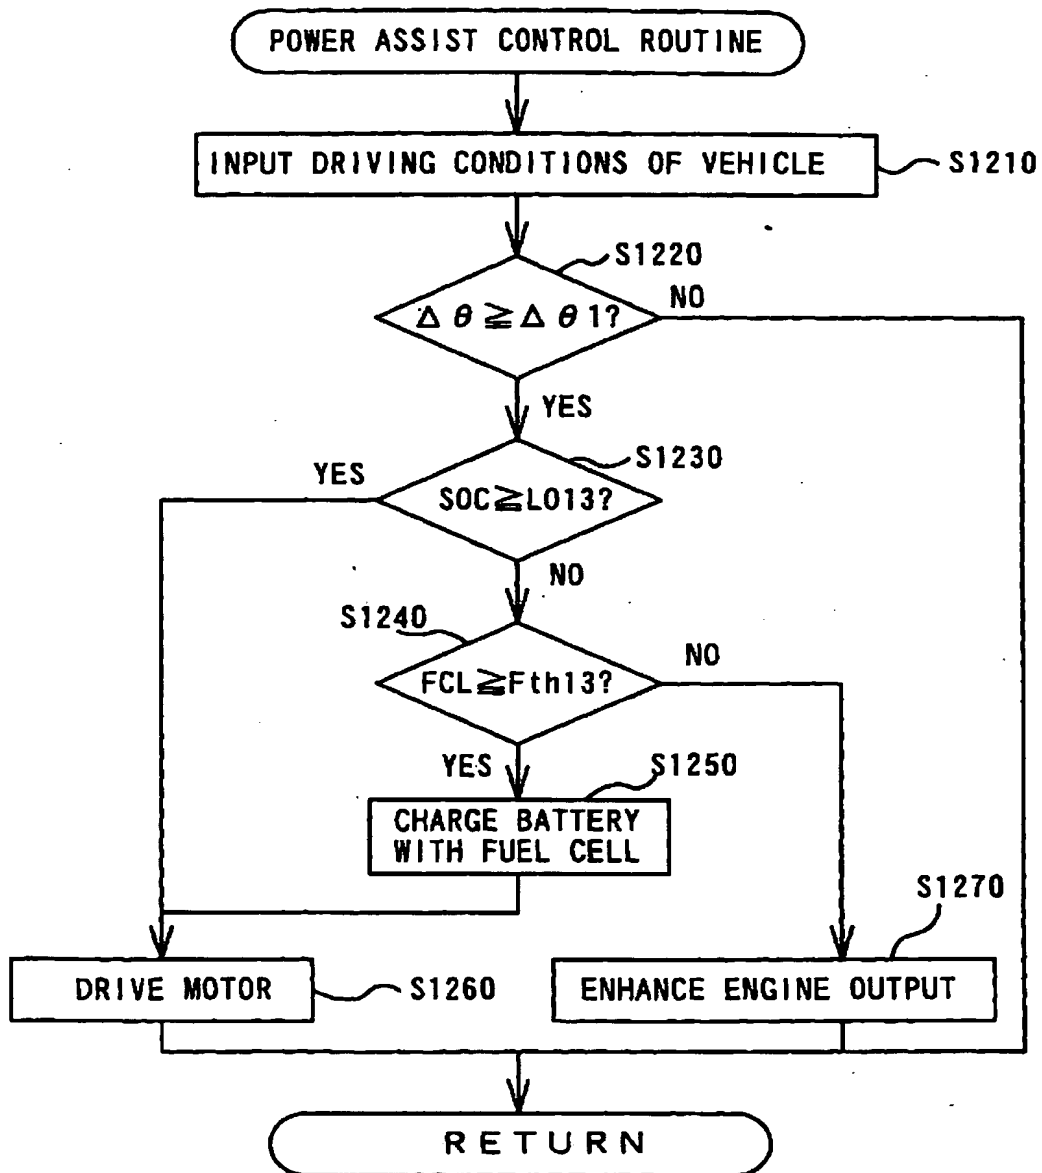 POWER ASSIST CONTROL ROUTINE
INPUT DRIVING CONDITIONS OF VEHICLE
S1210
S1220
Δθ≧Δθ1?
NO
YES
S1230
YES
SOC≧LO13?
NO
S1240
FCL≧Fth13?
NO
YES
S1250
CHARGE BATTERY
WITH FUEL CELL
S1270
DRIVE MOTOR
S1260
ENHANCE ENGINE OUTPUT
RETURN